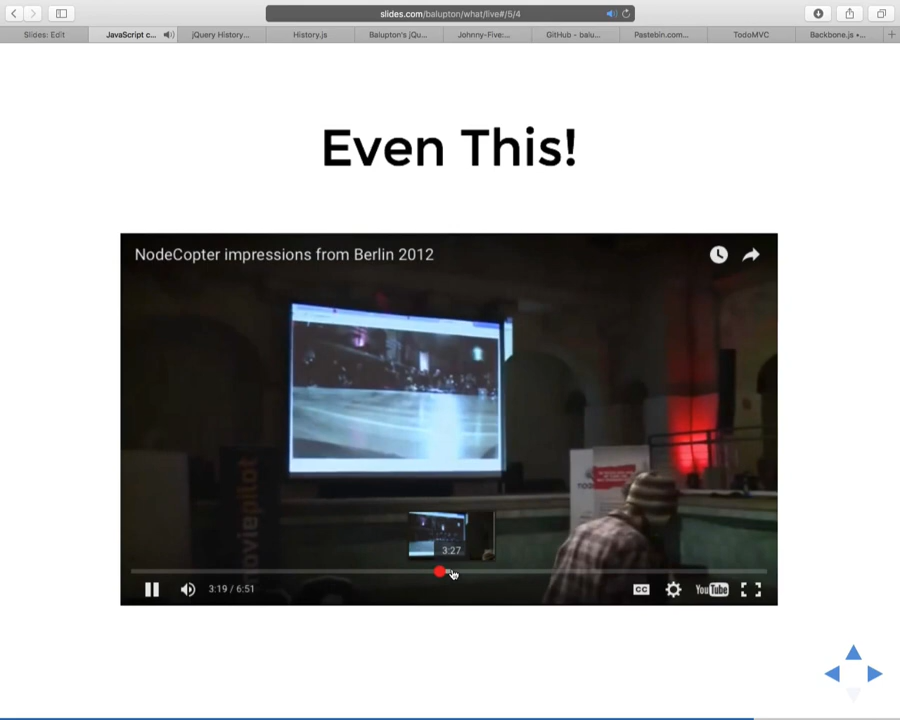 slides.com/balupton/what/live#/5/4
Slides: Edit
JavaScript c...
jQuery History...
History.js
Balupton's jQu...
Johnny-Five:...
GitHub - balu...
Pastebin.com...
TodoMVC
Backbone.js •...
Even This!
NodeCopter impressions from Berlin 2012
oviepilot
3:27
3:19 / 6:51
CC
YouTube